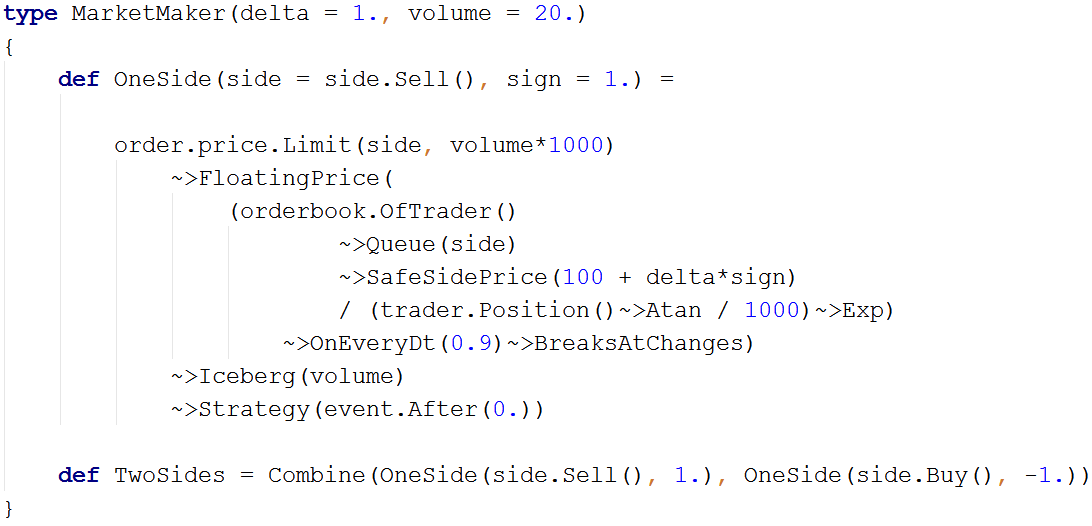 type MarketMaker(delta = 1., volume = 20.)
{
    def OneSide(side = side.Sell(), sign = 1.) =

        order.price.Limit(side, volume*1000)
            ~>FloatingPrice(
                (orderbook.OfTrader()
                        ~>Queue(side)
                        ~>SafeSidePrice(100 + delta*sign)
                        / (trader.Position()~>Atan / 1000)~>Exp)
                    ~>OnEveryDt(0.9)~>BreaksAtChanges)
            ~>Iceberg(volume)
            ~>Strategy(event.After(0.))

    def TwoSides = Combine(OneSide(side.Sell(), 1.), OneSide(side.Buy(), -1.))
}